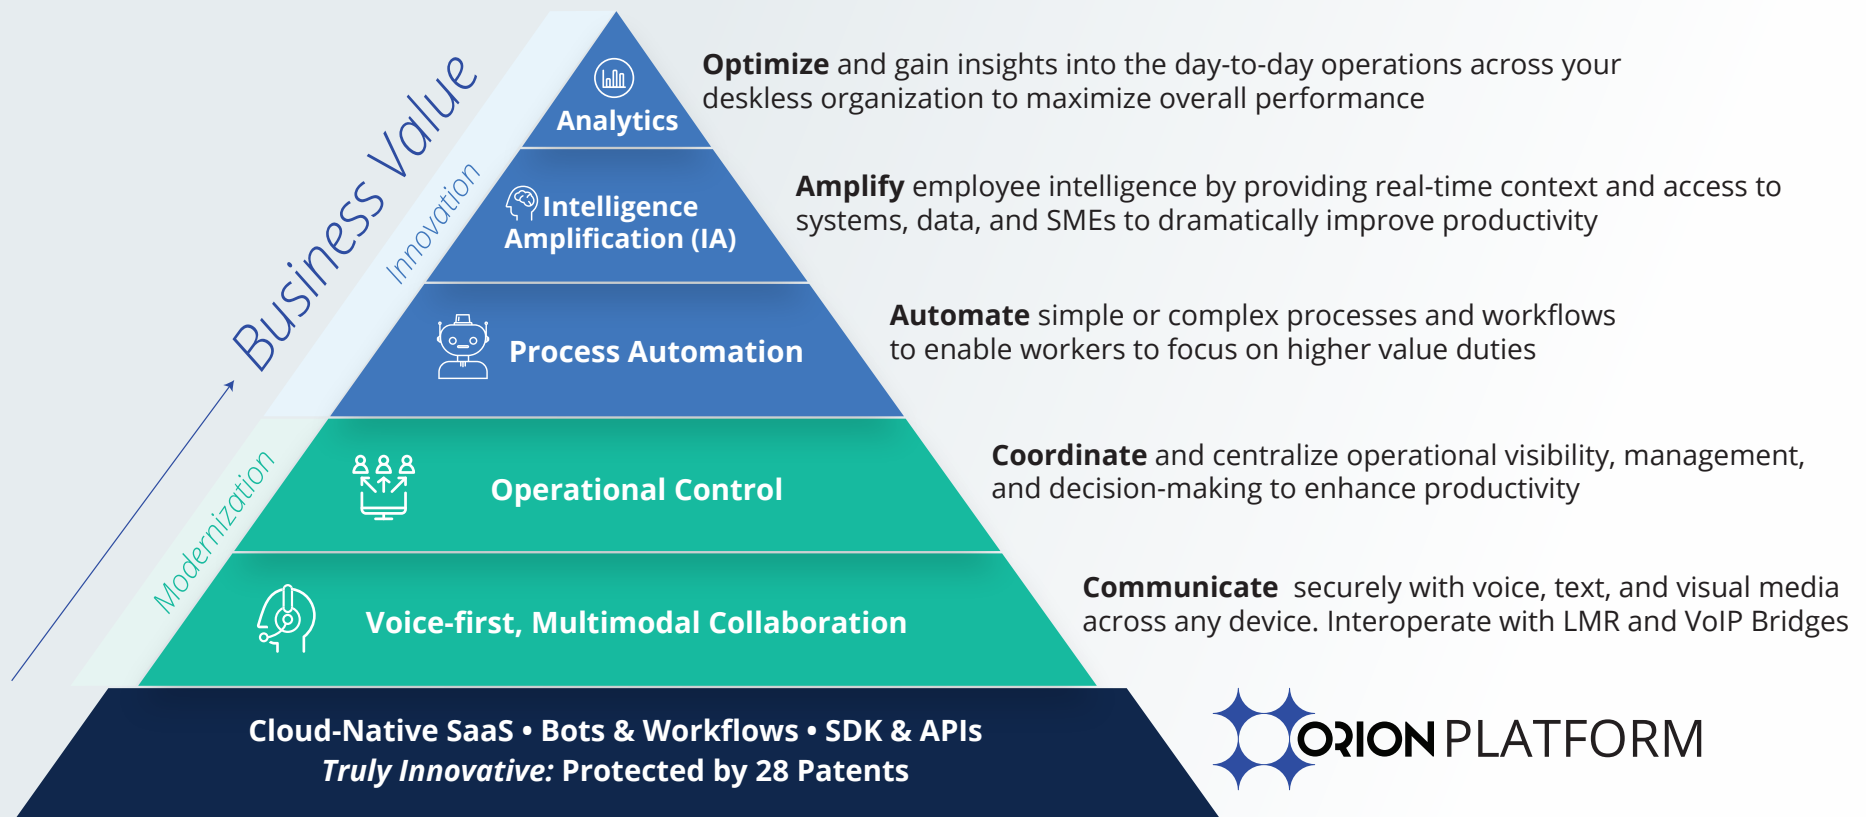 Business Value
Innovation
Modernization
Analytics
Optimize and gain insights into the day-to-day operations across your
deskless organization to maximize overall performance
Intelligence
Amplification (IA)
Amplify employee intelligence by providing real-time context and access to
systems, data, and SMEs to dramatically improve productivity
Process Automation
Automate simple or complex processes and workflows
to enable workers to focus on higher value duties
Operational Control
Coordinate and centralize operational visibility, management,
and decision-making to enhance productivity
Voice-first, Multimodal Collaboration
Communicate securely with voice, text, and visual media
across any device. Interoperate with LMR and VoIP Bridges
Cloud-Native SaaS • Bots & Workflows • SDK & APIs
Truly Innovative: Protected by 28 Patents
ORION PLATFORM